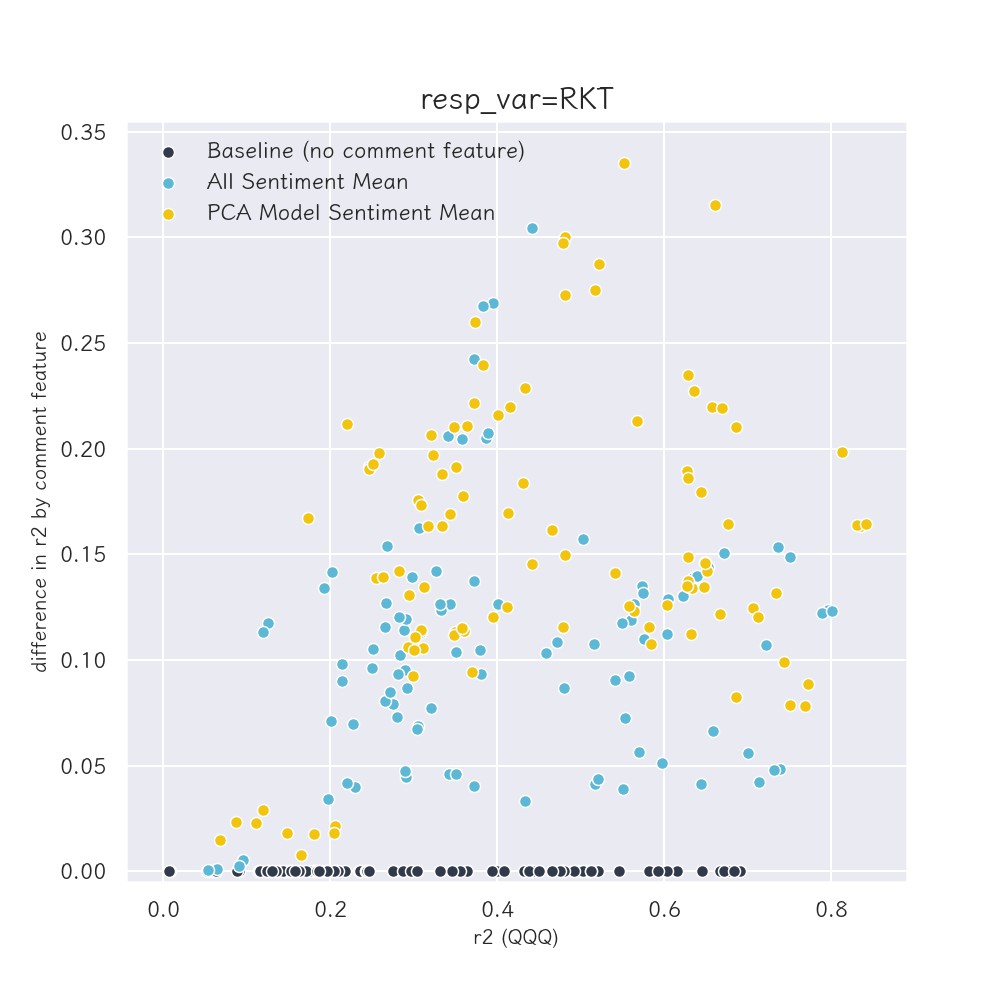 resp_var=RKT
0.35
0.30
0.25
0.20
0.15
0.10
0.05
0.00
difference in r2 by comment feature
Baseline (no comment feature)
All Sentiment Mean
PCA Model Sentiment Mean
0.0 0.2 0.4 0.6 0.8
r2 (QQQ)